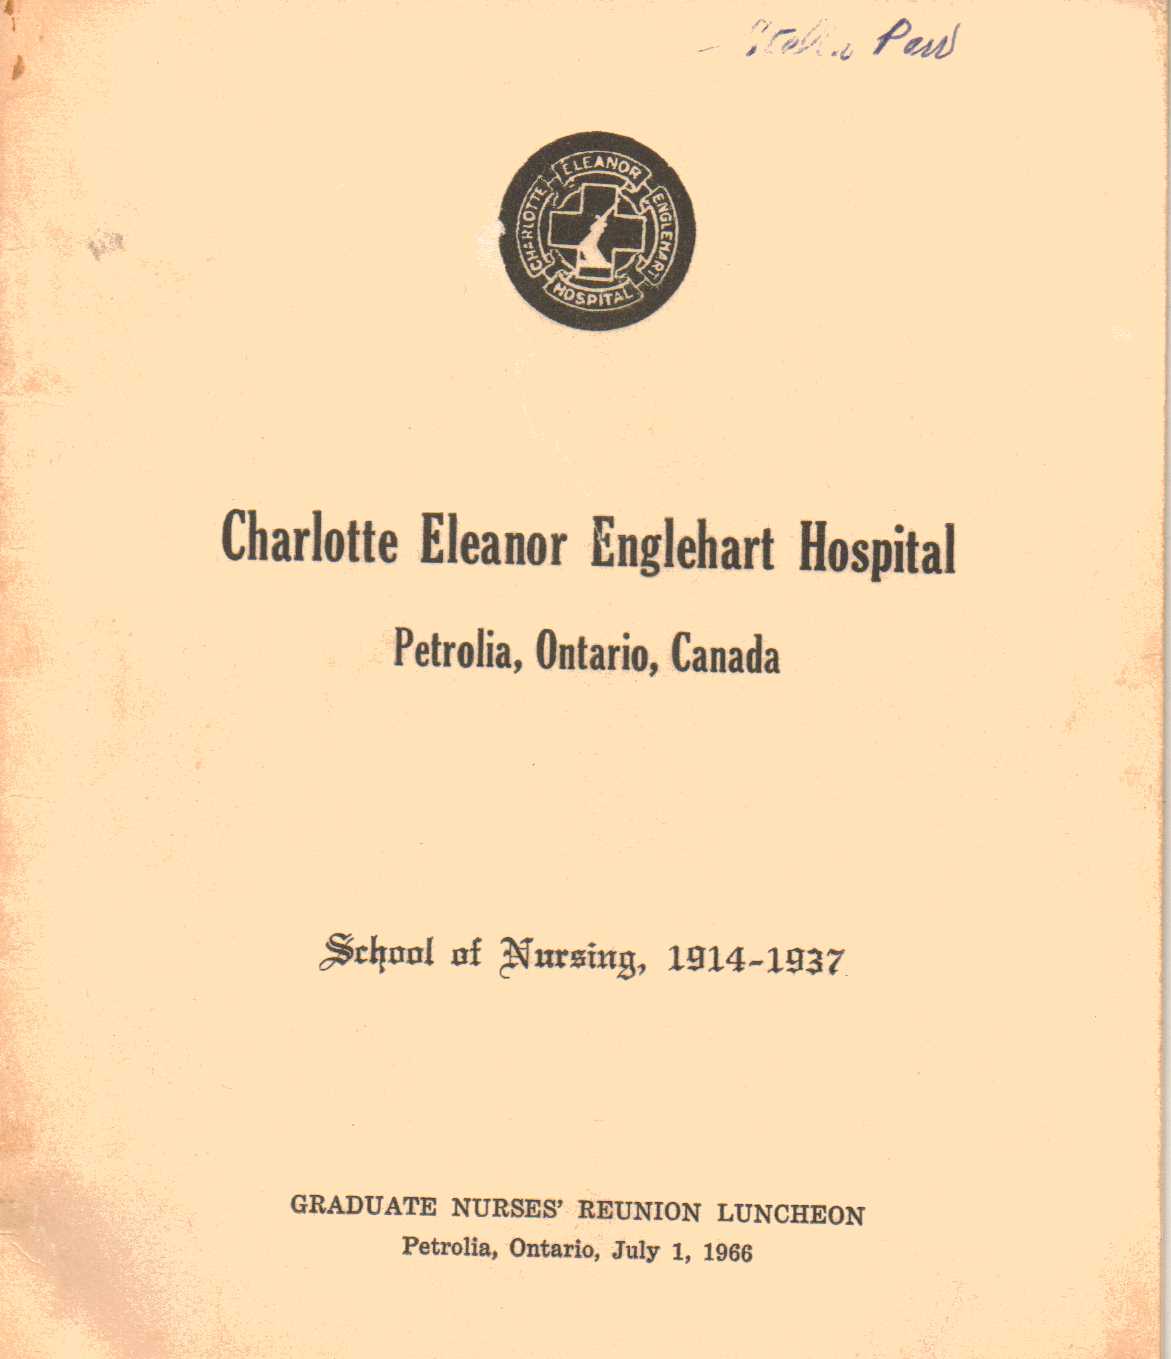 CHARLOTTE ELEANOR ENGLEHART HOSPITAL
Charlotte Eleanor Englehart Hospital
Petrolia, Ontario, Canada
School of Nursing, 1914-1937
GRADUATE NURSES' REUNION LUNCHEON
Petrolia, Ontario, July 1, 1966